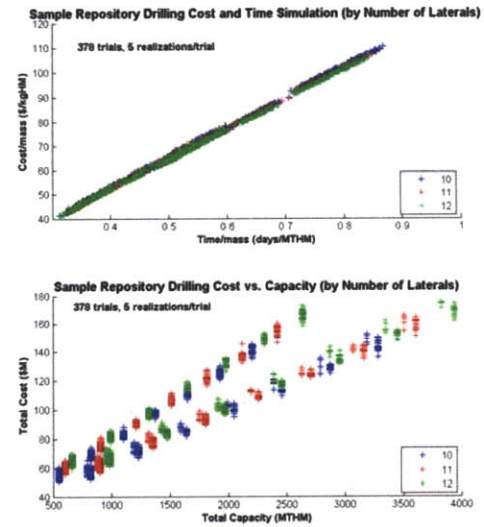 Sample Repository Drilling Cost and Time Simulation (by Number of Laterals)
120
378 trials, 5 realizations/trial
110
100
90
80
70
60
50
40
Cost/mass ($/kgHM)
10
11
12
0.4 0.5 0.6 0.7 0.8 0.9 1
Time/mass (days/MTHM)
Sample Repository Drilling Cost vs. Capacity (by Number of Laterals)
180
378 trials, 5 realizations/trial
160
140
120
100
80
60
40
Total Cost ($M)
10
11
12
500 1000 1500 2000 2500 3000 3500 4000
Total Capacity (MTHM)